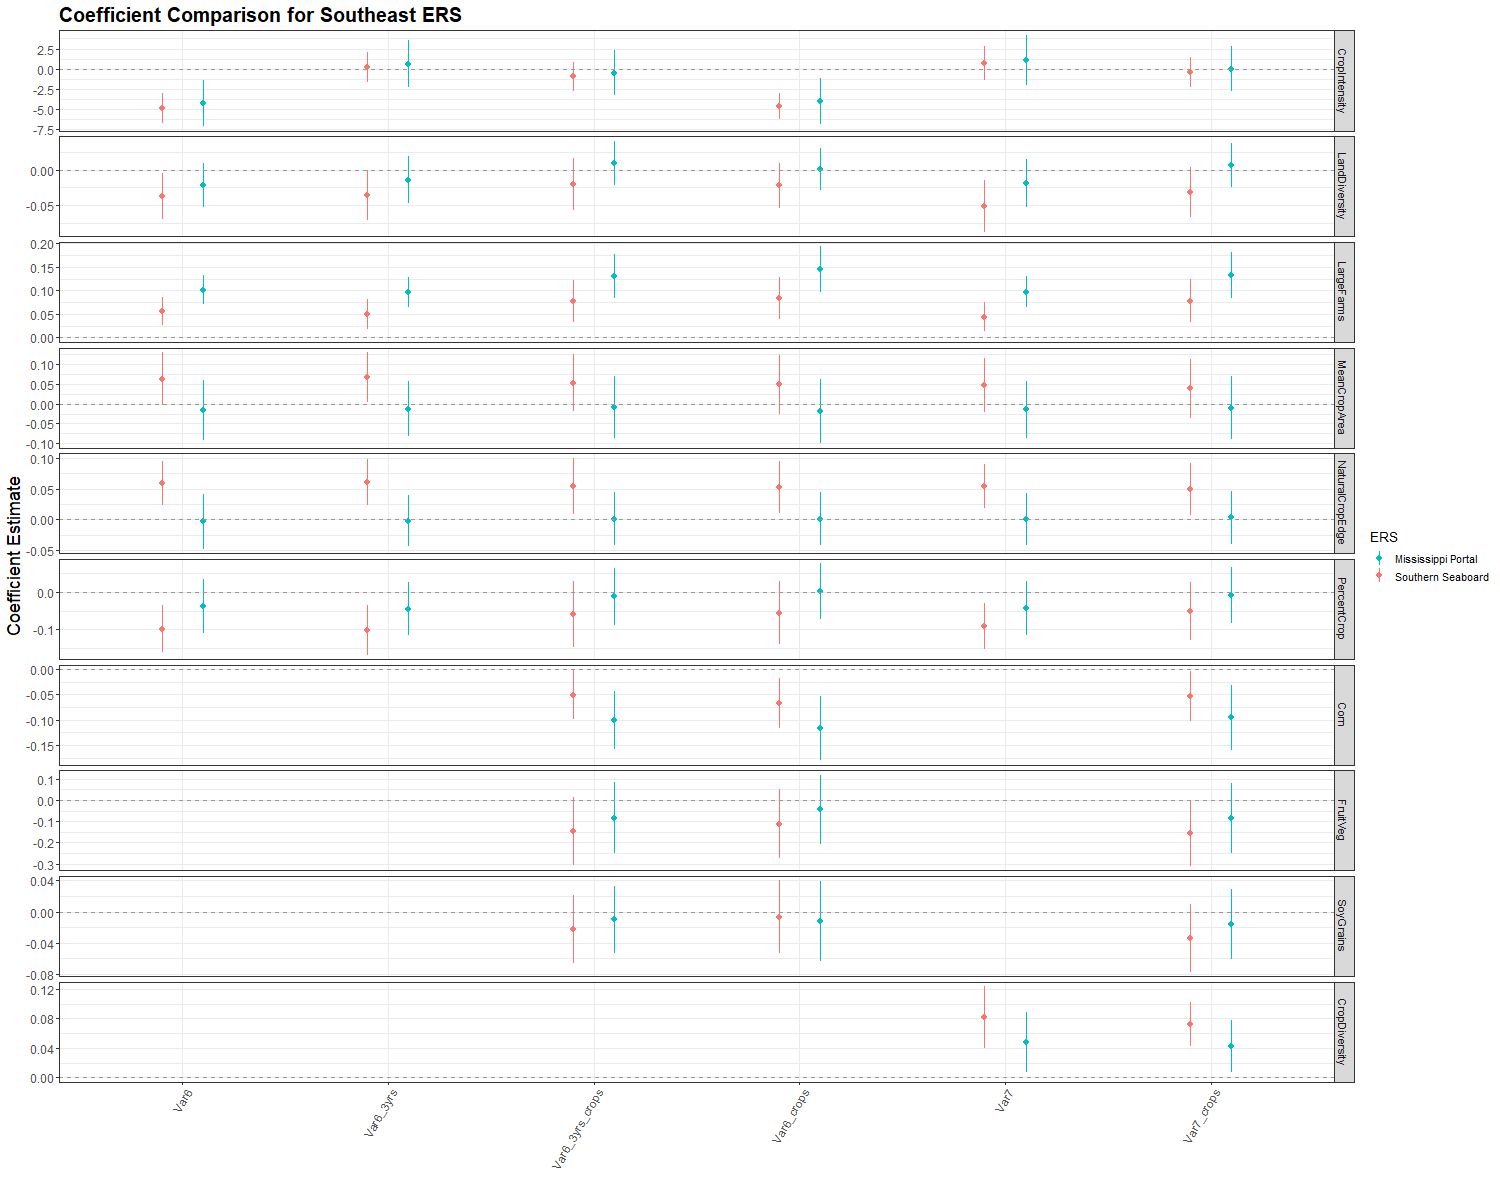 Coefficient Comparison for Southeast ERS
Coefficient Estimate
2.5
0.0
-2.5
-5.0
-7.5
CropIntensity
0.00
-0.05
LandDiversity
0.20
0.15
0.10
0.05
0.00
LargeFarms
0.10
0.05
0.00
-0.05
-0.10
MeanCropArea
0.10
0.05
0.00
-0.05
NaturalCropEdge
0.0
-0.1
PercentCrop
0.00
-0.05
-0.10
-0.15
Corn
0.1
0.0
-0.1
-0.2
-0.3
FruitVeg
0.04
0.00
-0.04
-0.08
SoyGrains
0.12
0.08
0.04
0.00
CropDiversity
Var6
Var6_3yrs
Var6_3yrs_crops
Var6_crops
Var7
Var7_crops
ERS
Mississippi Portal
Southern Seaboard